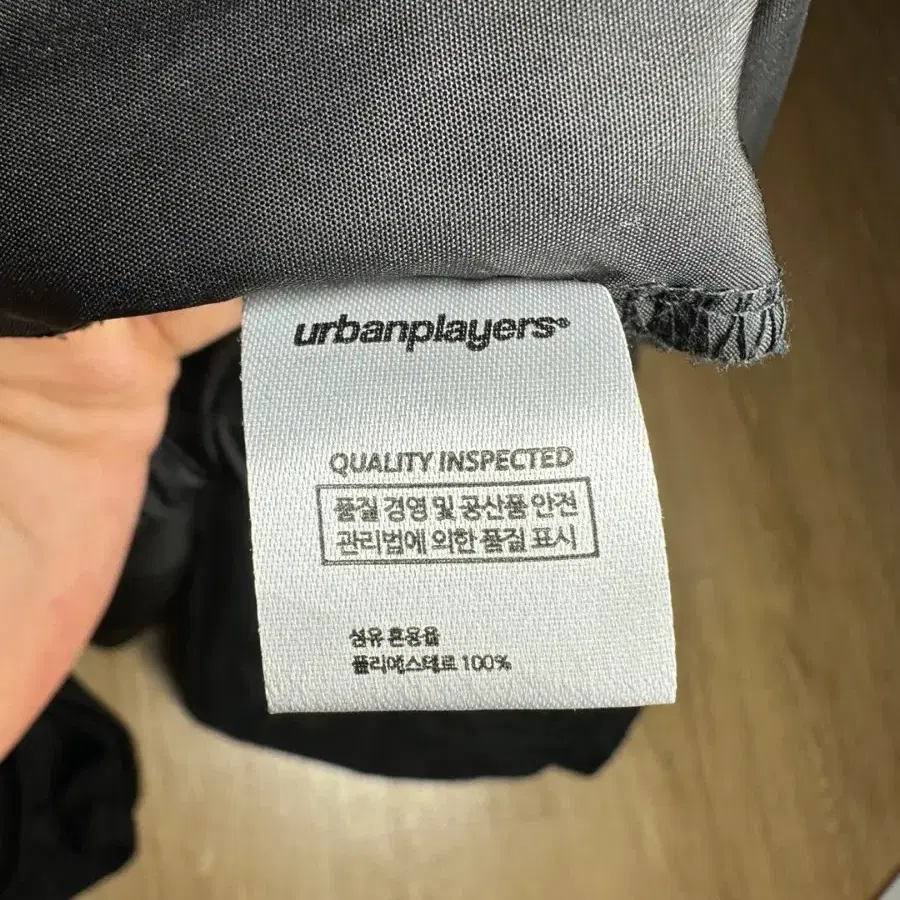 urbanplayers®
QUALITY INSPECTED
품질 경영 및 공산품 안전
관리법에 의한 품질 표시
섬유 혼용율
폴리에스테르 100%